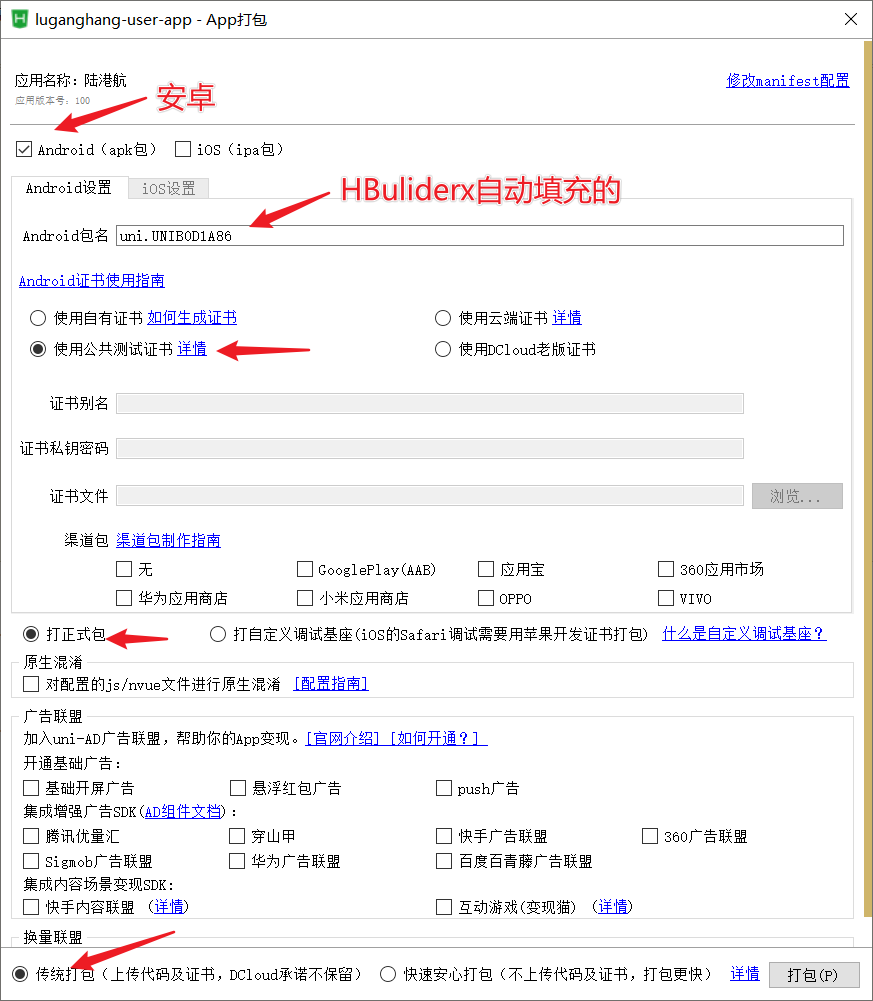 luganghang-user-app - App打包
应用名称：陆港航
修改manifest配置
应用版本号：100
安卓
Android（apk包） iOS（ipa包）
Android设置 iOS设置
HBuliderx自动填充的
Android包名 uni.UNIB0D1A86
Android证书使用指南
使用自有证书 如何生成证书 使用云端证书 详情
使用公共测试证书 详情 使用DCloud老版证书
证书别名
证书私钥密码
证书文件 浏览...
渠道包 渠道包制作指南
无 GooglePlay(AAB) 应用宝 360应用市场
华为应用商店 小米应用商店 OPPO VIVO
打正式包 打自定义调试基座(iOS的Safari调试需要用苹果开发证书打包) 什么是自定义调试基座？
原生混淆
对配置的js/nvue文件进行原生混淆 [配置指南]
广告联盟
加入uni-AD广告联盟，帮助你的App变现。[官网介绍] [如何开通？]
开通基础广告：
基础开屏广告 悬浮红包广告 push广告
集成增强广告SDK(AD组件文档)：
腾讯优量汇 穿山甲 快手广告联盟 360广告联盟
Sigmob广告联盟 华为广告联盟 百度百青藤广告联盟
集成内容场景变现SDK：
快手内容联盟 （详情） 互动游戏(变现猫) （详情）
换量联盟
传统打包（上传代码及证书，DCloud承诺不保留） 快速安心打包（不上传代码及证书，打包更快） 详情 打包(P)